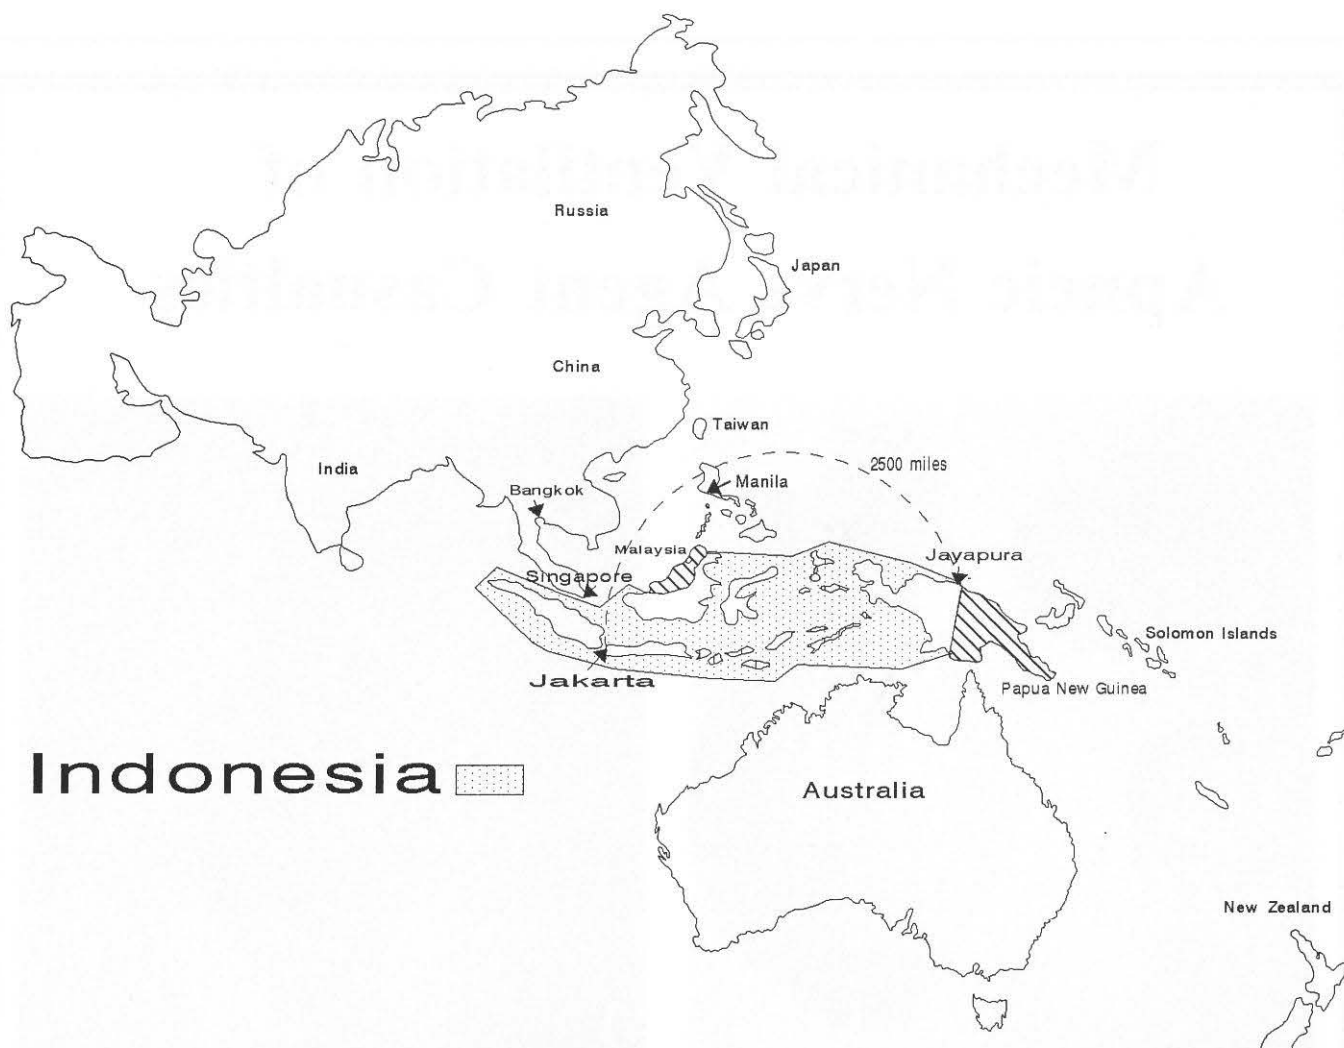 Russia
Japan
China
Taiwan
2500 miles
India
Manila
Bangkok
Malaysia
Jayapura
Singapore
Solomon Islands
Jakarta
Papua New Guinea
Indonesia
Australia
New Zealand